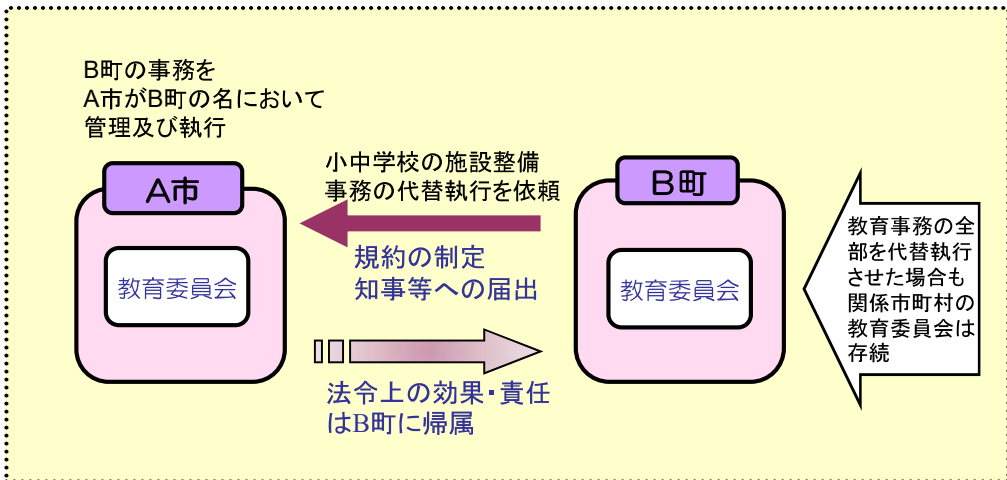 B町の事務を
A市がB町の名において
管理及び執行
A市
教育委員会
小中学校の施設整備
事務の代替執行を依頼
規約の制定
知事等への届出
法令上の効果・責任
はB町に帰属
B町
教育委員会
教育事務の全
部を代替執行
させた場合も
関係市町村の
教育委員会は
存続